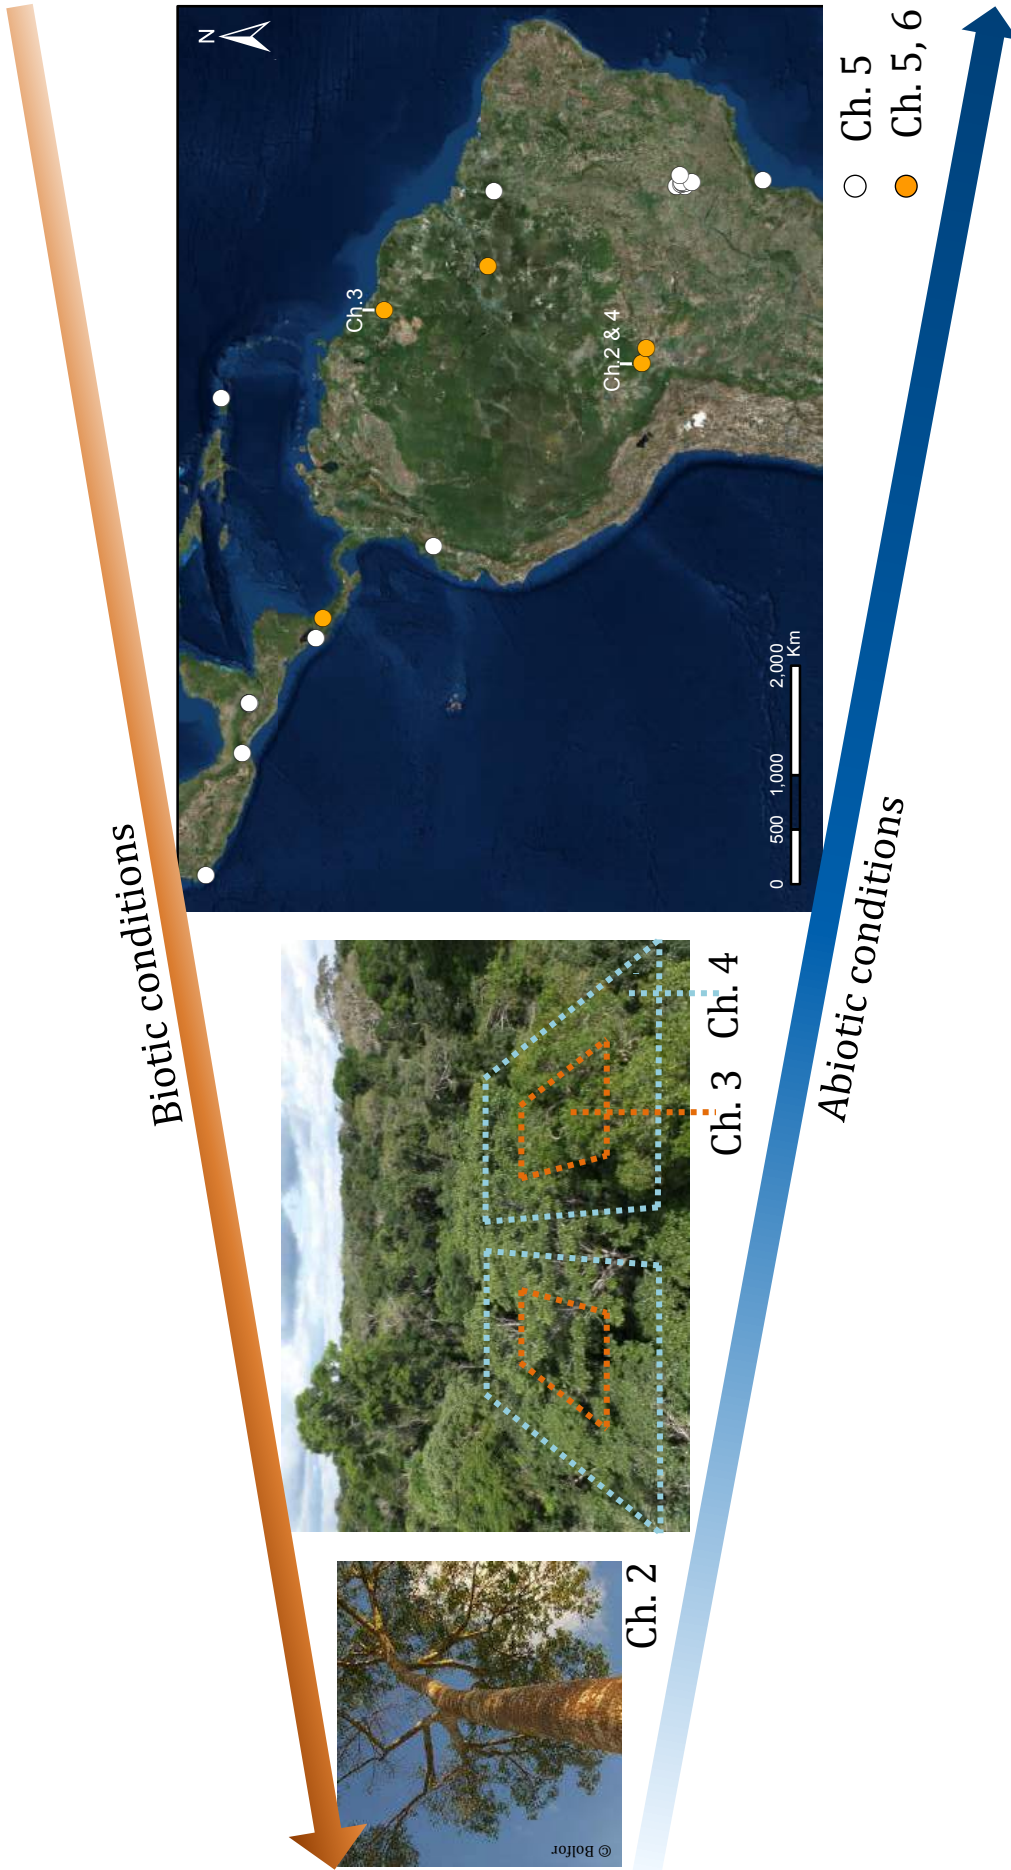 Biotic conditions
N
Ch.3
Ch.2 & 4
0 500 1,000 2,000
Km
© Bolfor
Ch. 2
Ch. 3 Ch. 4
Ch. 5
Ch. 5, 6
Abiotic conditions